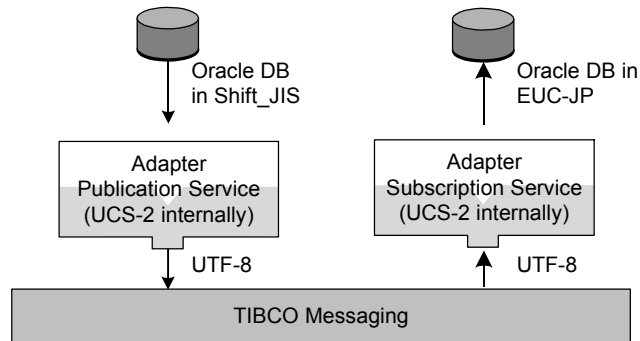 Oracle DB
in Shift_JIS
Oracle DB in
EUC-JP
Adapter
Publication Service
(UCS-2 internally)
Adapter
Subscription Service
(UCS-2 internally)
UTF-8
UTF-8
TIBCO Messaging